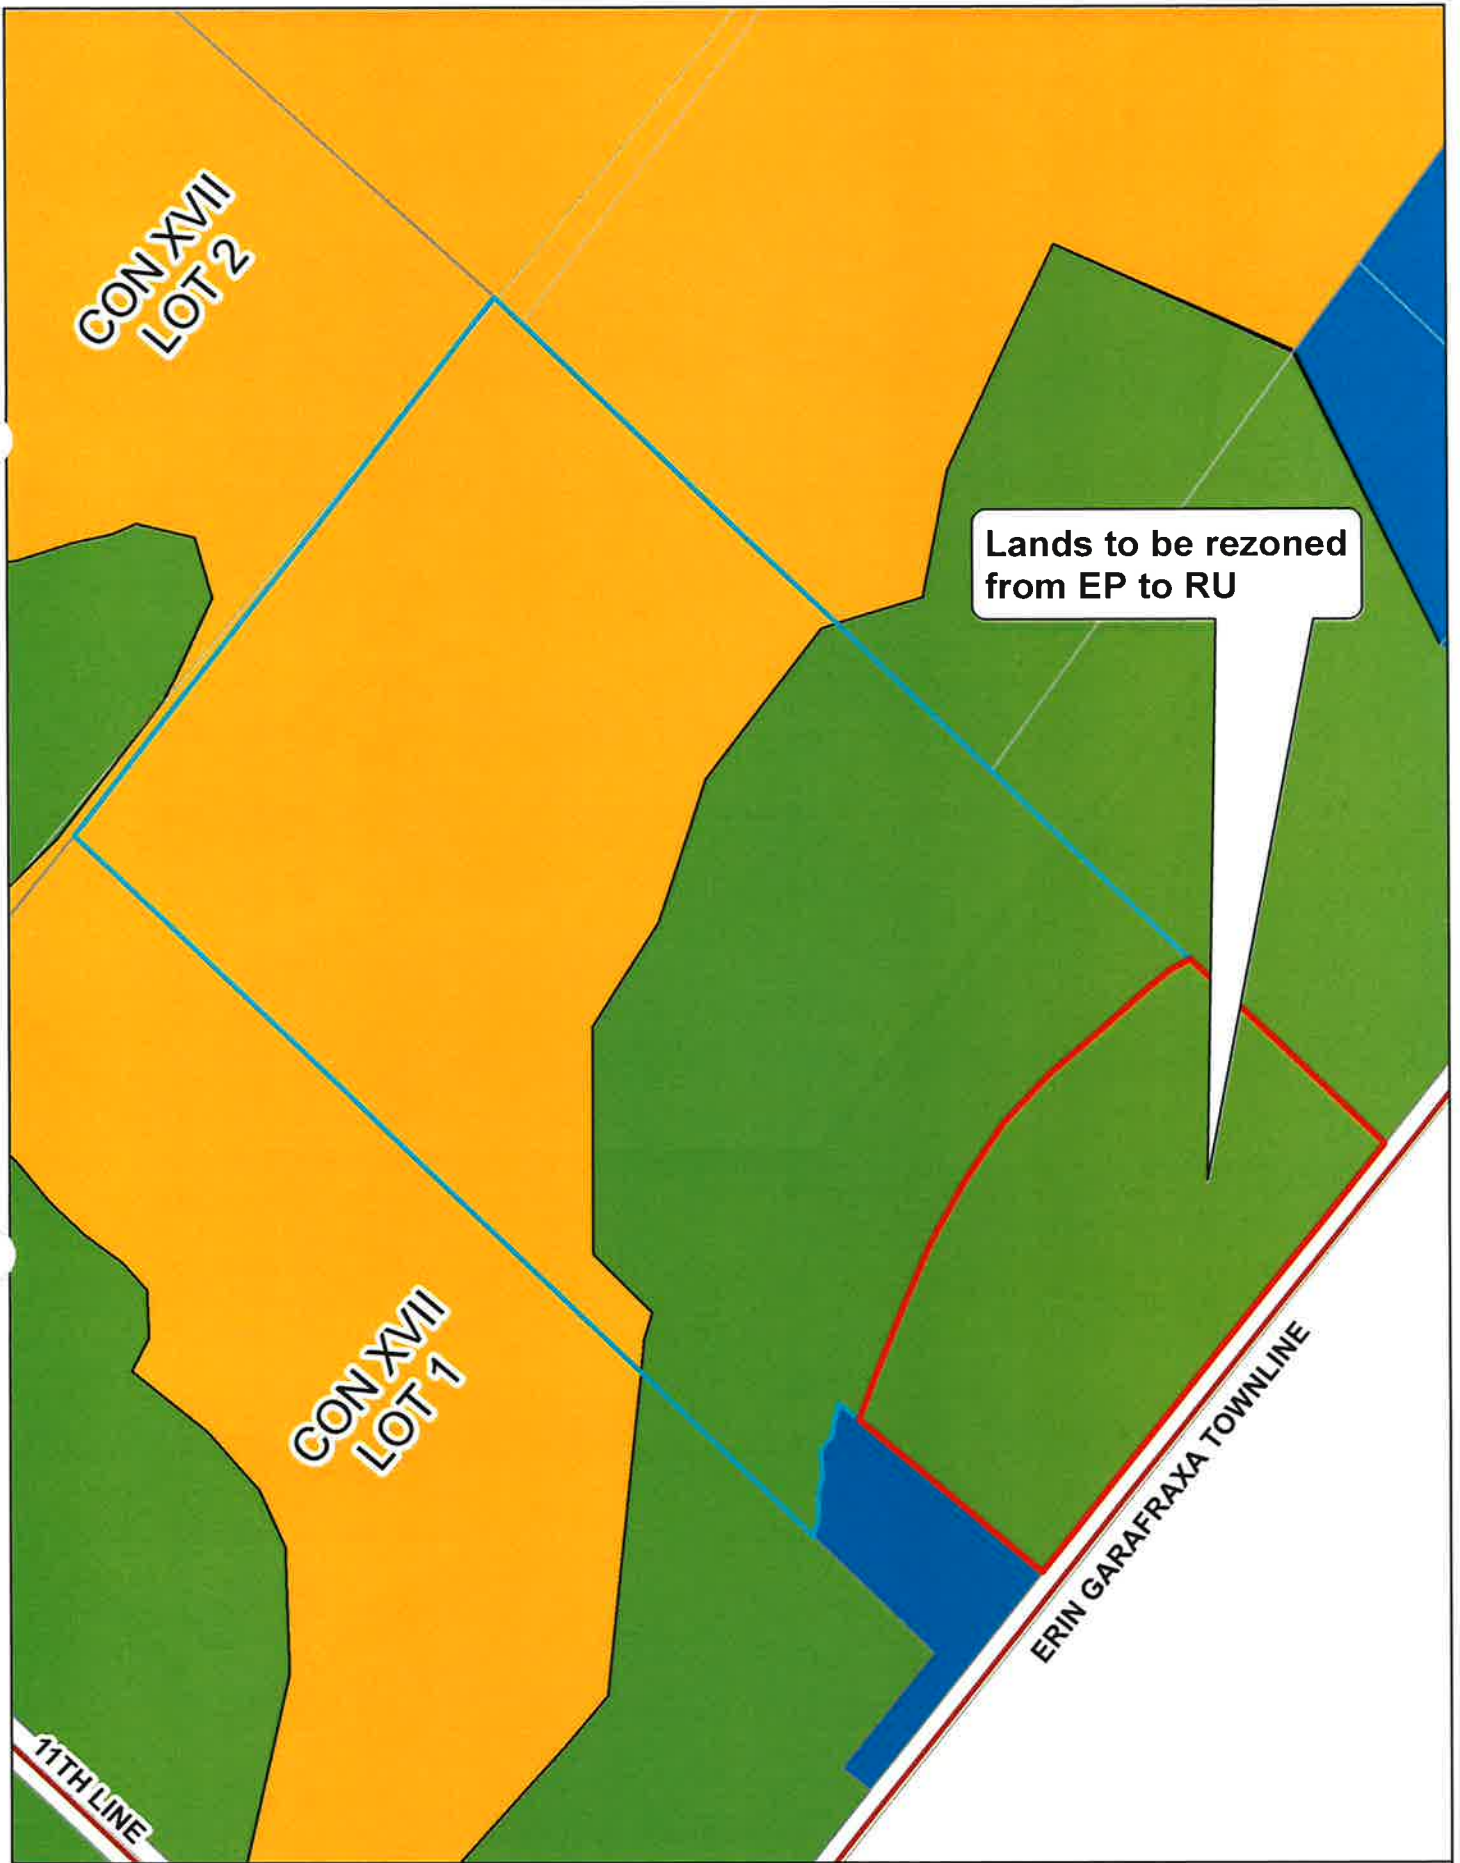 CON XVII
LOT 2
Lands to be rezoned
from EP to RU
CON XVII
LOT 1
ERIN GARAFRAXA TOWNLINE
11TH LINE